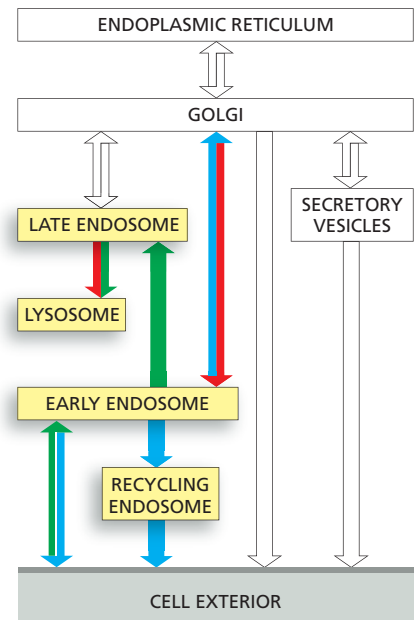 ENDOPLASMIC RETICULUM
GOLGI
SECRETORY
VESICLES
LATE ENDOSOME
LYSOSOME
EARLY ENDOSOME
RECYCLING
ENDOSOME
CELL EXTERIOR